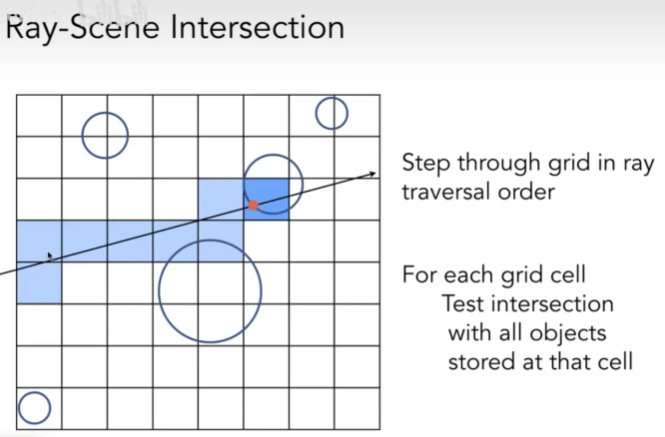 Ray-Scene Intersection
Step through grid in ray
traversal order
For each grid cell
Test intersection
with all objects
stored at that cell